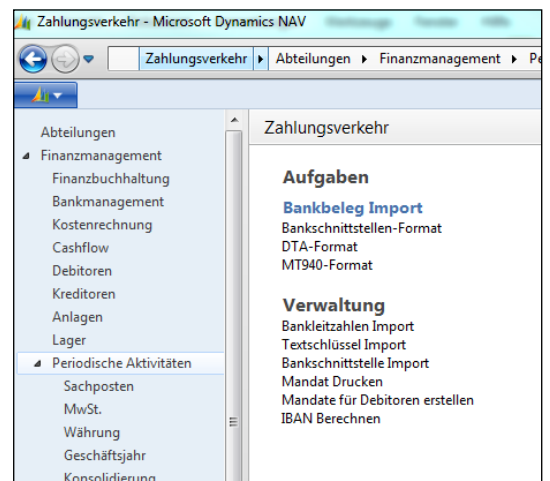 Zahlungsverkehr - Microsoft Dynamics NAV
Zahlungsverkehr Abteilungen Finanzmanagement
Abteilungen
Finanzmanagement
Finanzbuchhaltung
Bankmanagement
Kostenrechnung
Cashflow
Debitoren
Kreditoren
Anlagen
Lager
Periodische Aktivitäten
Sachposten
MwSt.
Währung
Geschäftsjahr
Konsolidierung
Zahlungsverkehr
Aufgaben
Bankbeleg Import
Bankschnittstellen-Format
DTA-Format
MT940-Format
Verwaltung
Bankleitzahlen Import
Textschlüssel Import
Bankschnittstelle Import
Mandat Drucken
Mandate für Debitoren erstellen
IBAN Berechnen